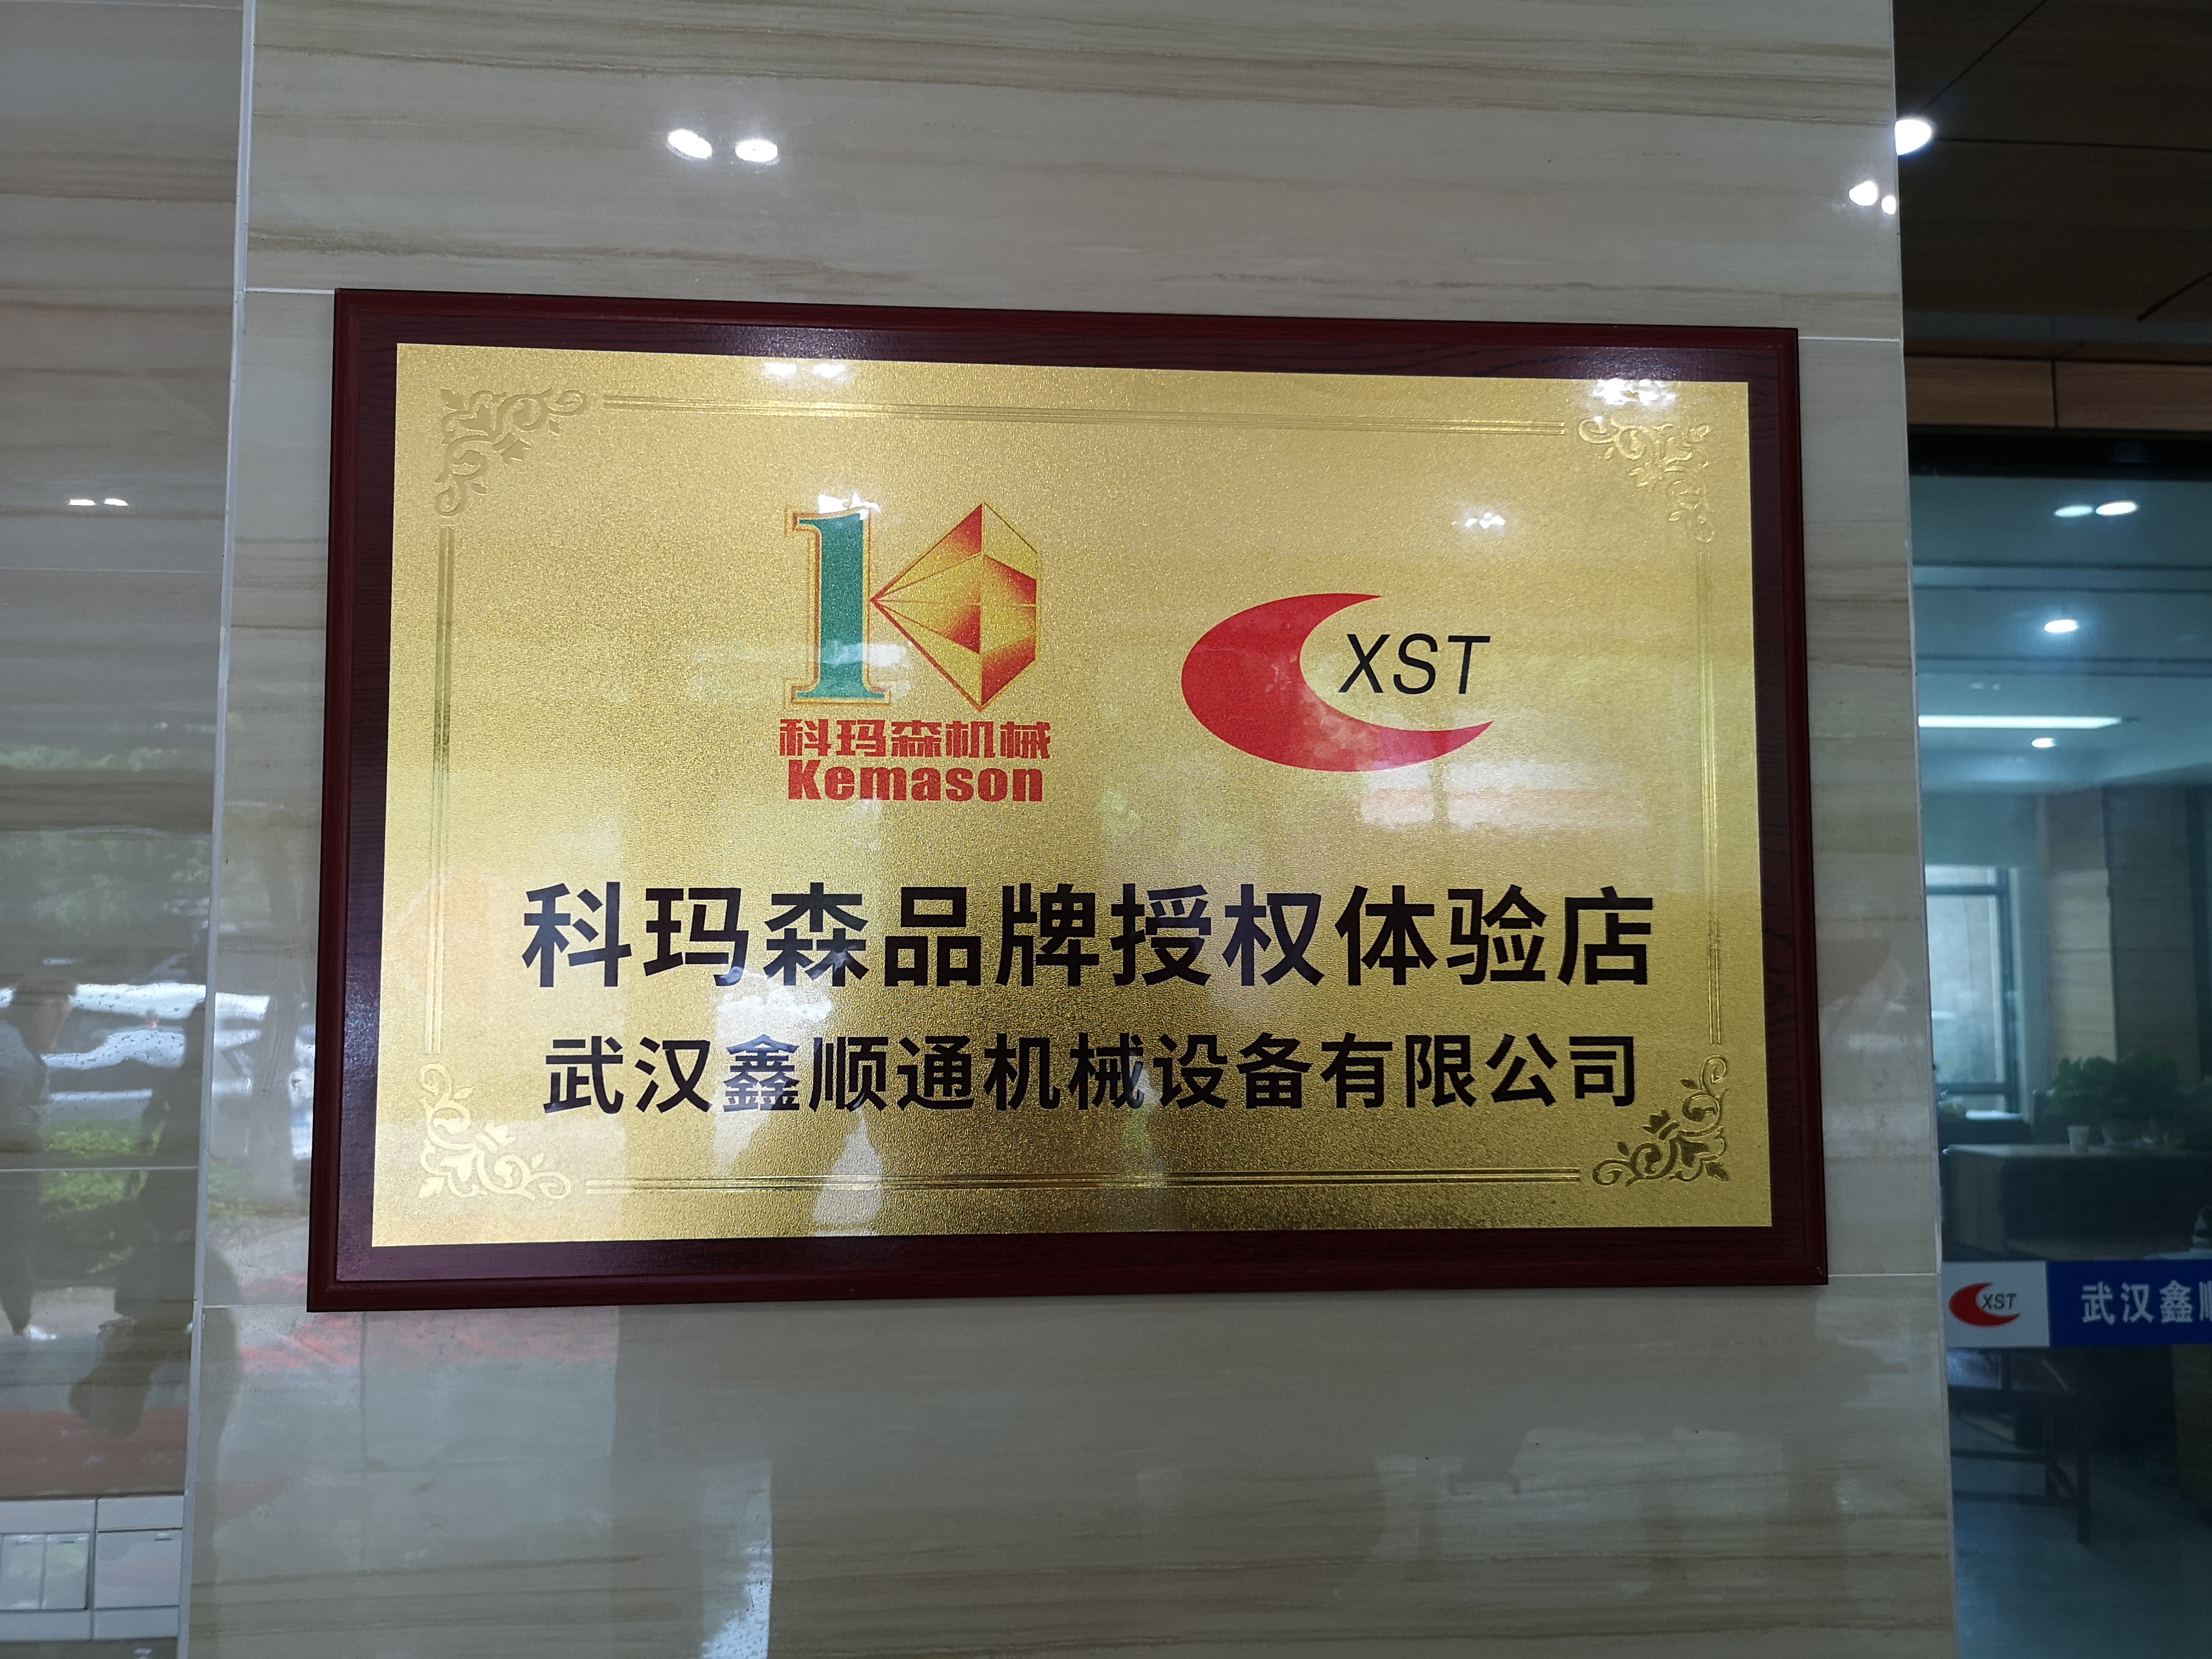 科玛森机械
Kemason
XST
科玛森品牌授权体验店
武汉鑫顺通机械设备有限公司
XST
武汉鑫顺